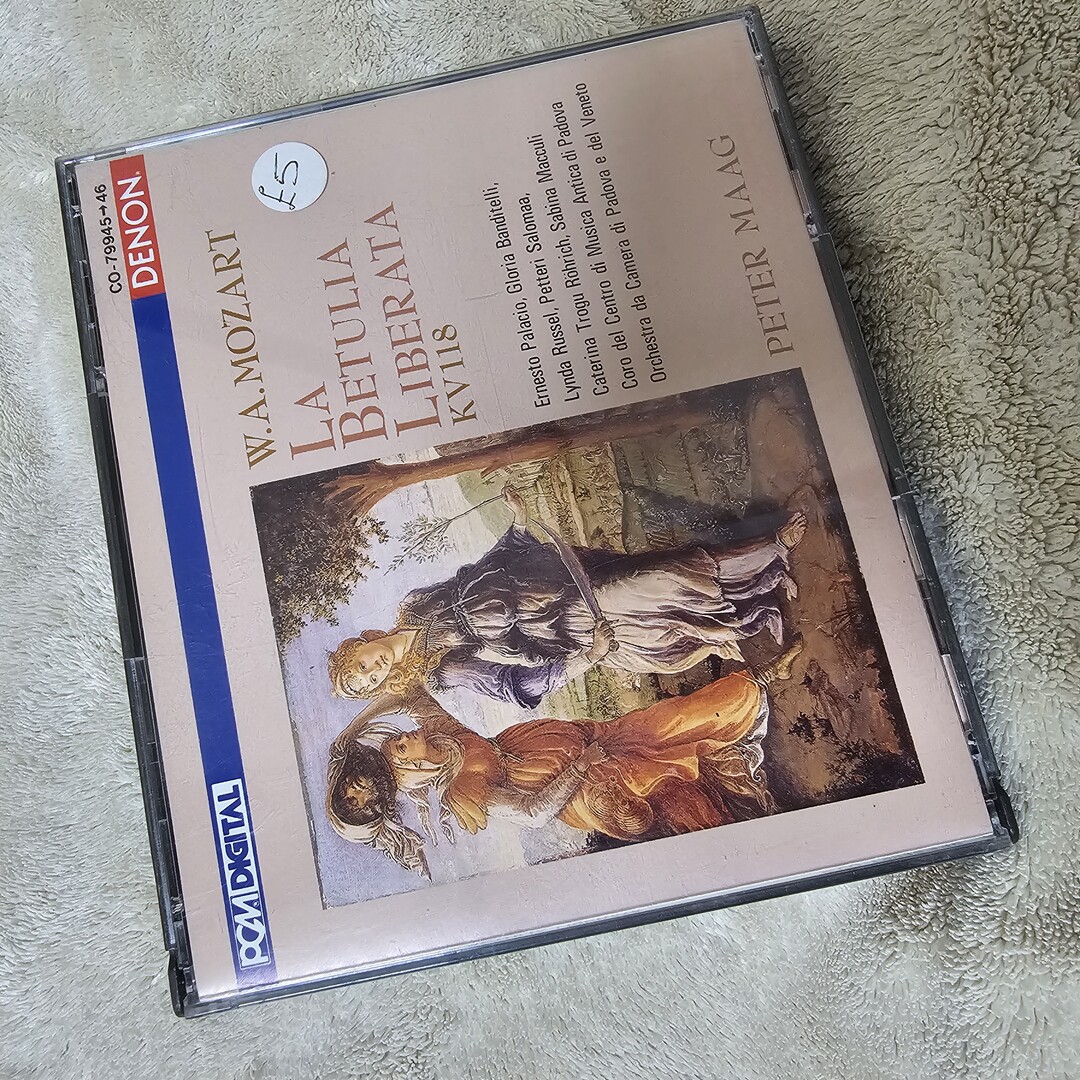 PCM DIGITAL
CO-79945→46
DENON
£5
W.A.MOZART
LA
BETULIA
LIBERATA
KV118
Ernesto Palacio, Gloria Banditelli,
Lynda Russel, Petteri Salomaa,
Caterina Trogu Röhrich, Sabina Macculi
Coro del Centro di Musica Antica di Padova
Orchestra da Camera di Padova e del Veneto
PETER MAAG